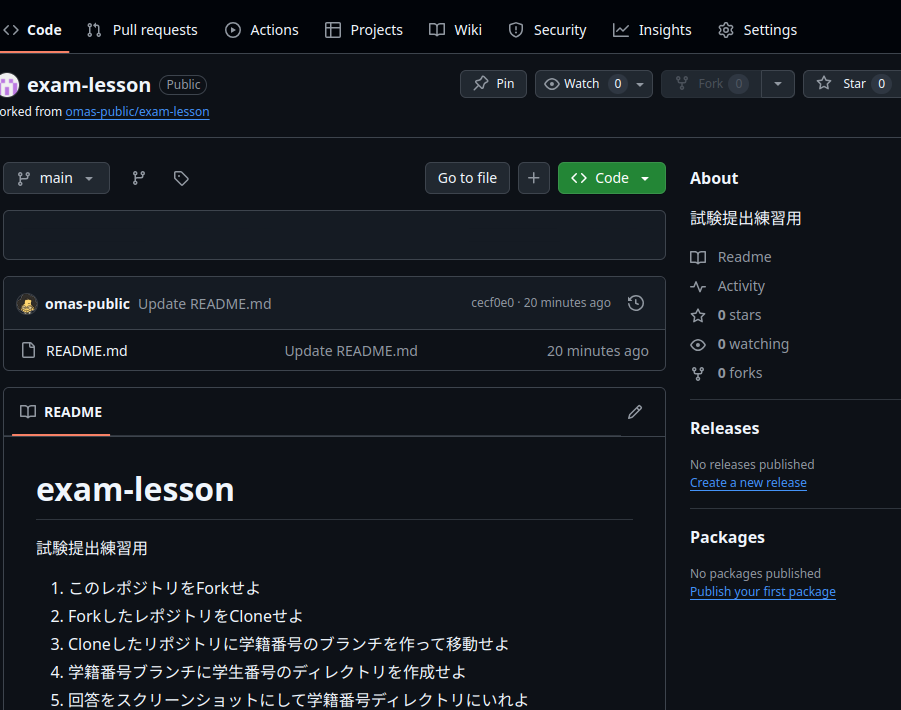 Code Pull requests Actions Projects Wiki Security Insights Settings
exam-lesson Public Pin Watch 0 Fork 0 Star 0
orked from omas-public/exam-lesson
main Go to file Code
omas-public Update README.md cecf0e0 · 20 minutes ago
README.md Update README.md 20 minutes ago
README
exam-lesson
試験提出練習用
1. このレポジトリをForkせよ
2. ForkしたレポジトリをCloneせよ
3. Cloneしたリポジトリに学籍番号のブランチを作って移動せよ
4. 学籍番号ブランチに学生番号のディレクトリを作成せよ
5. 回答をスクリーンショットにして学籍番号ディレクトリにいれよ
About
試験提出練習用
Readme
Activity
0 stars
0 watching
0 forks
Releases
No releases published
Create a new release
Packages
No packages published
Publish your first package